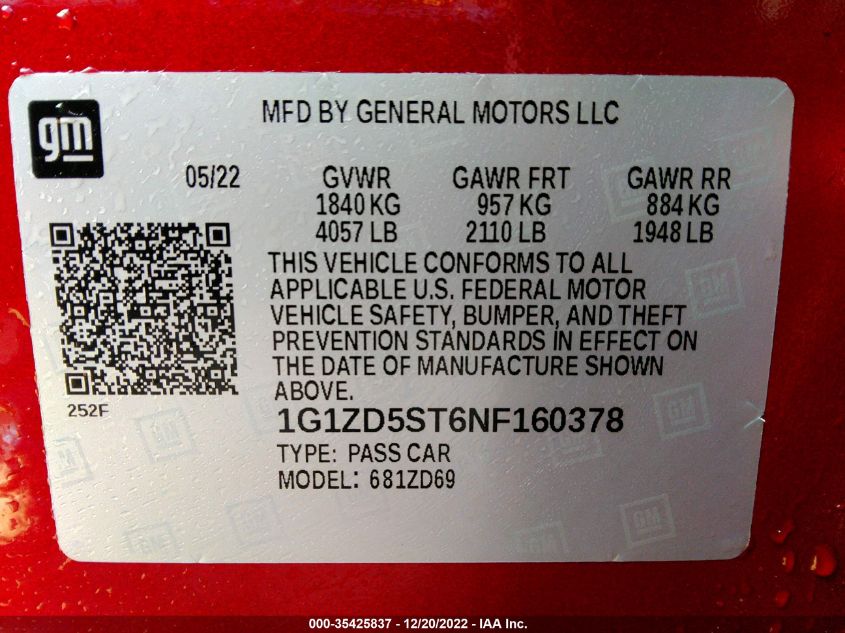 gm
MFD BY GENERAL MOTORS LLC
05/22 GVWR GAWR FRT GAWR RR
1840 KG 957 KG 884 KG
4057 LB 2110 LB 1948 LB
THIS VEHICLE CONFORMS TO ALL
APPLICABLE U.S. FEDERAL MOTOR
VEHICLE SAFETY, BUMPER, AND THEFT
PREVENTION STANDARDS IN EFFECT ON
THE DATE OF MANUFACTURE SHOWN
ABOVE.
252F
1G1ZD5ST6NF160378
TYPE: PASS CAR
MODEL: 681ZD69
GM
GM
GM
000-35425837 - 12/20/2022 - IAA Inc.